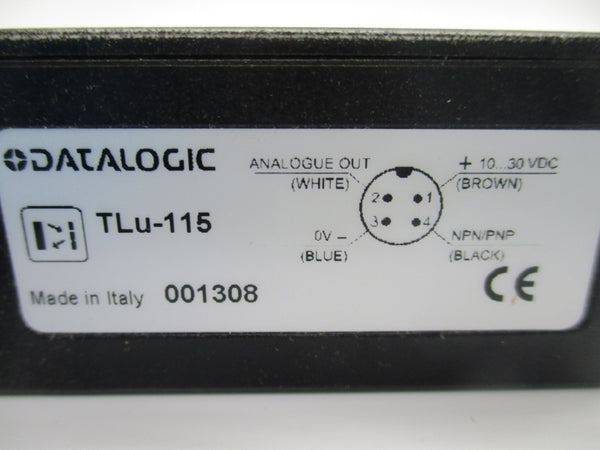 DATALOGIC
TLu-115
Made in Italy 001308
ANALOGUE OUT
(WHITE)
+ 10...30 VDC
(BROWN)
2 1
3 4
0V –
(BLUE)
NPN/PNP
(BLACK)
CE